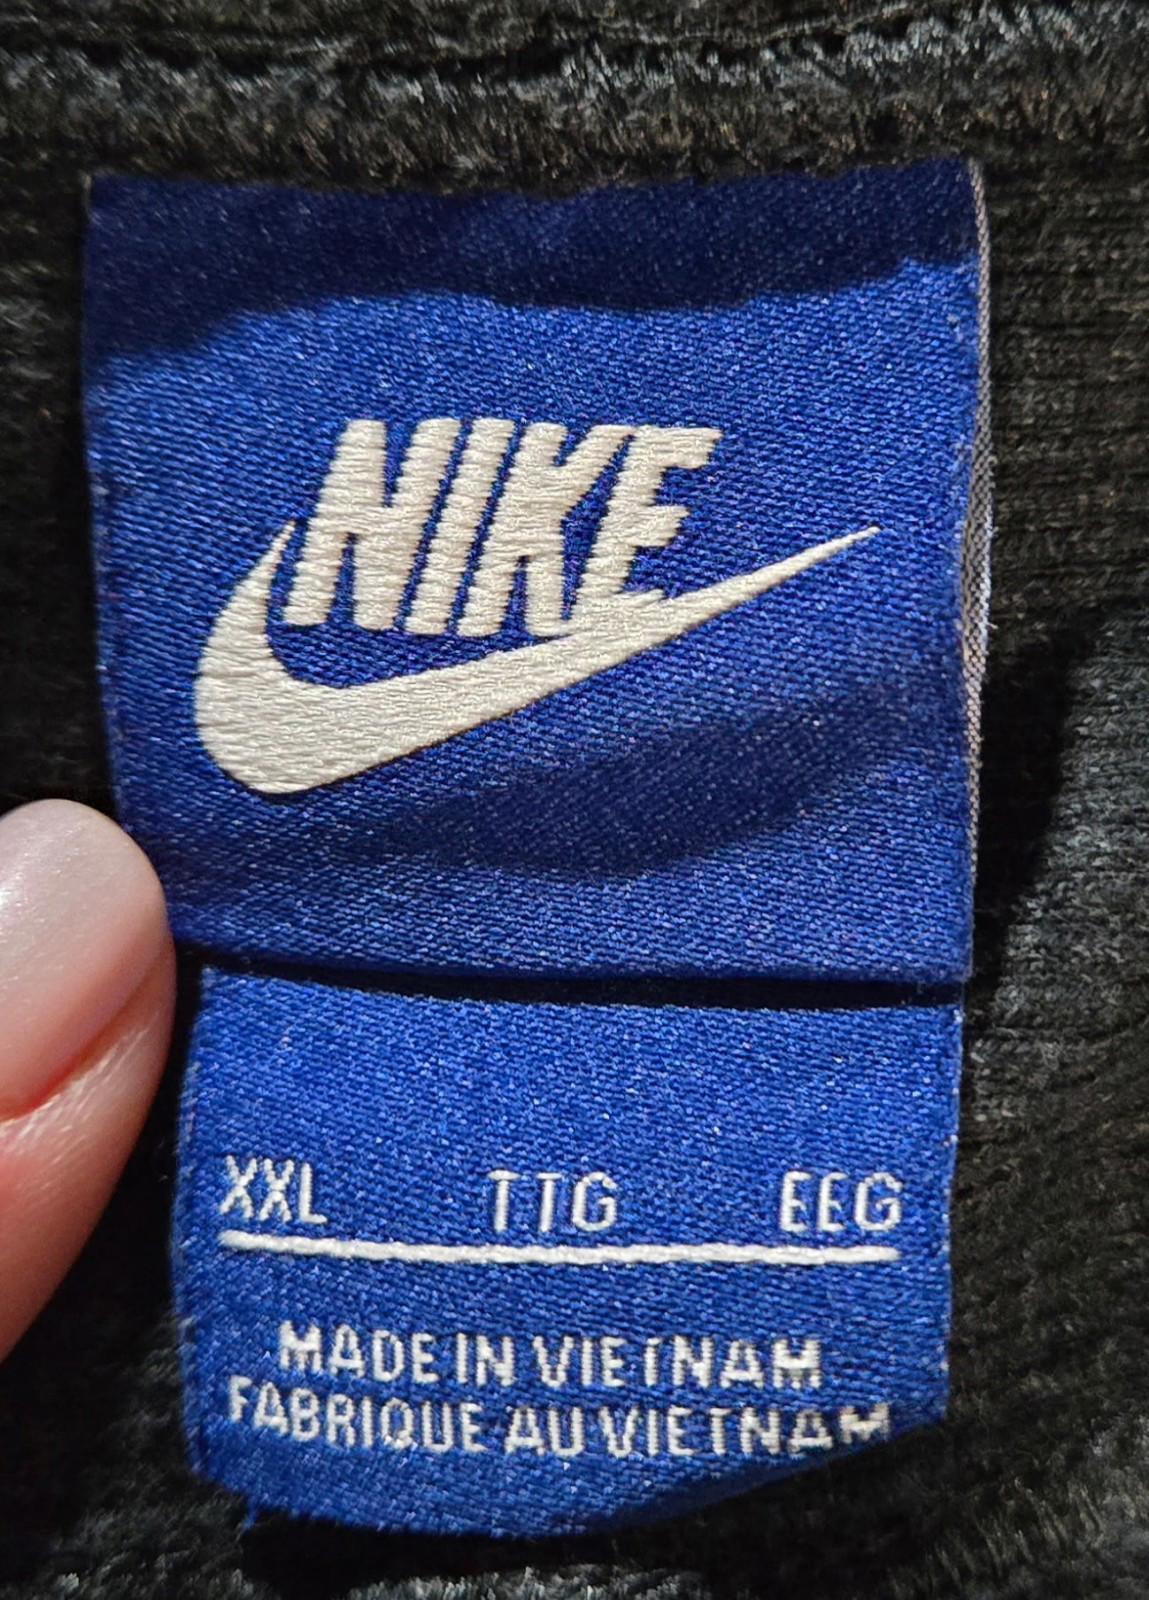 NIKE
XXL TTG EEG
MADE IN VIETNAM
FABRIQUE AU VIETNAM